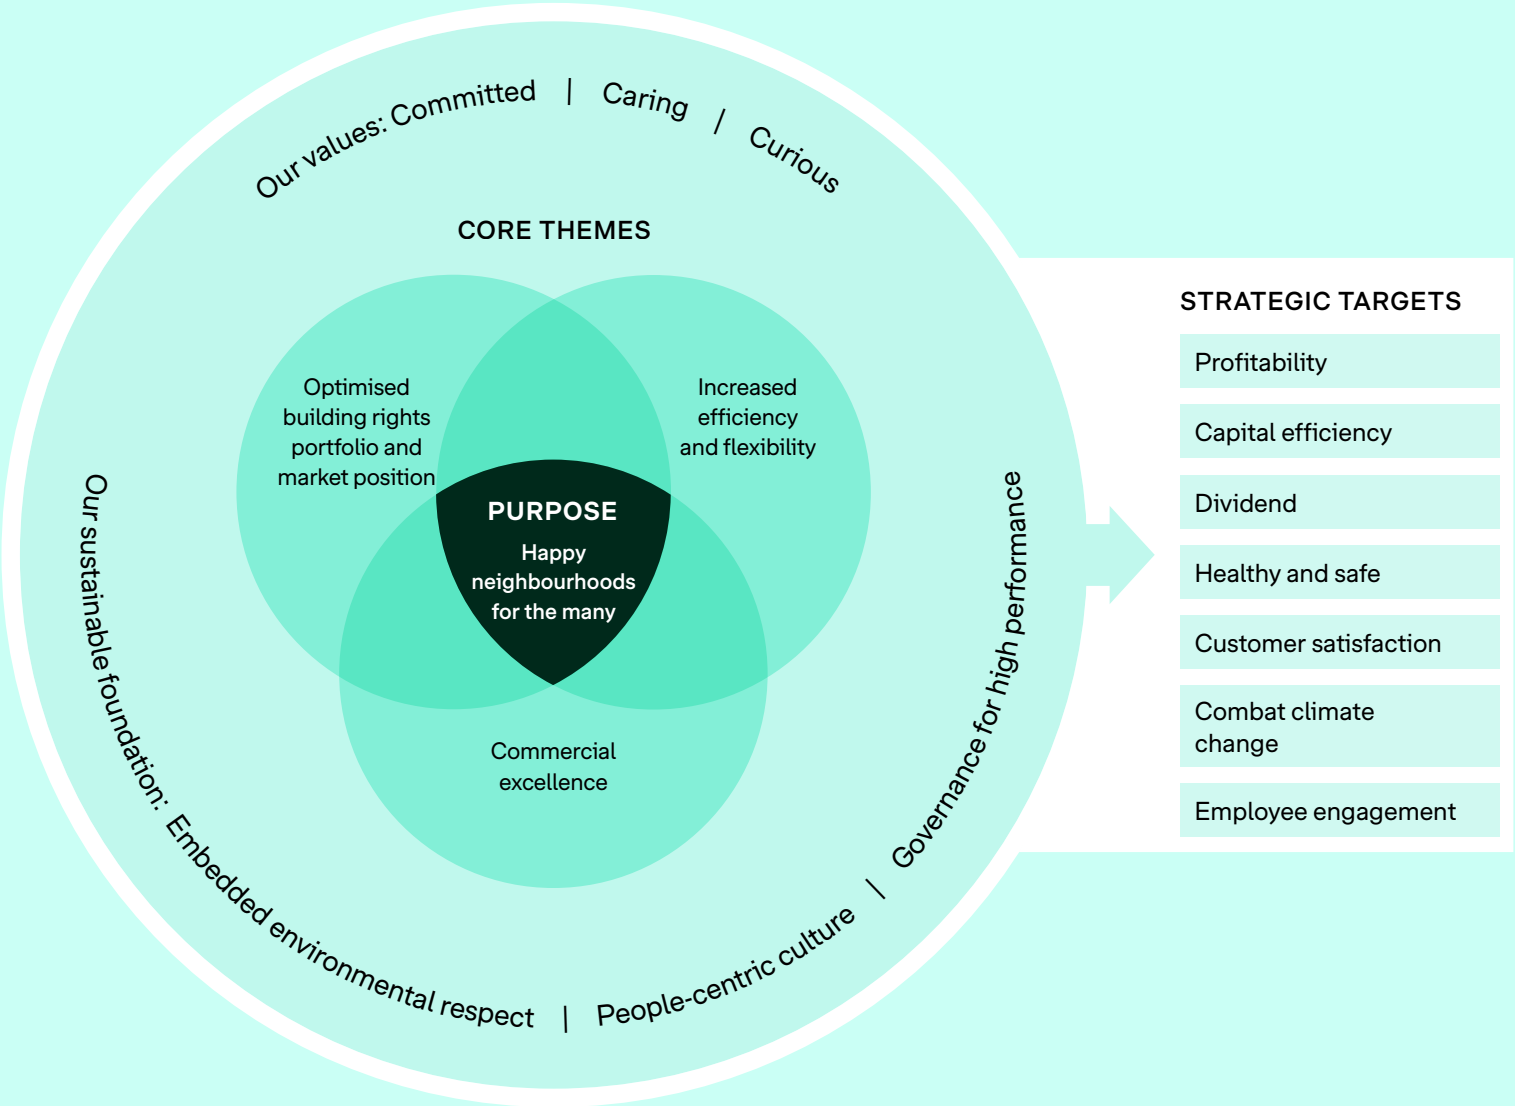 Our values: Committed | Caring | Curious
CORE THEMES
Optimised
building rights
portfolio and
market position
Increased
efficiency
and flexibility
PURPOSE
Happy
neighbourhoods
for the many
Commercial
excellence
Our sustainable foundation: Embedded environmental respect | People-centric culture | Governance for high performance
STRATEGIC TARGETS
Profitability
Capital efficiency
Dividend
Healthy and safe
Customer satisfaction
Combat climate
change
Employee engagement